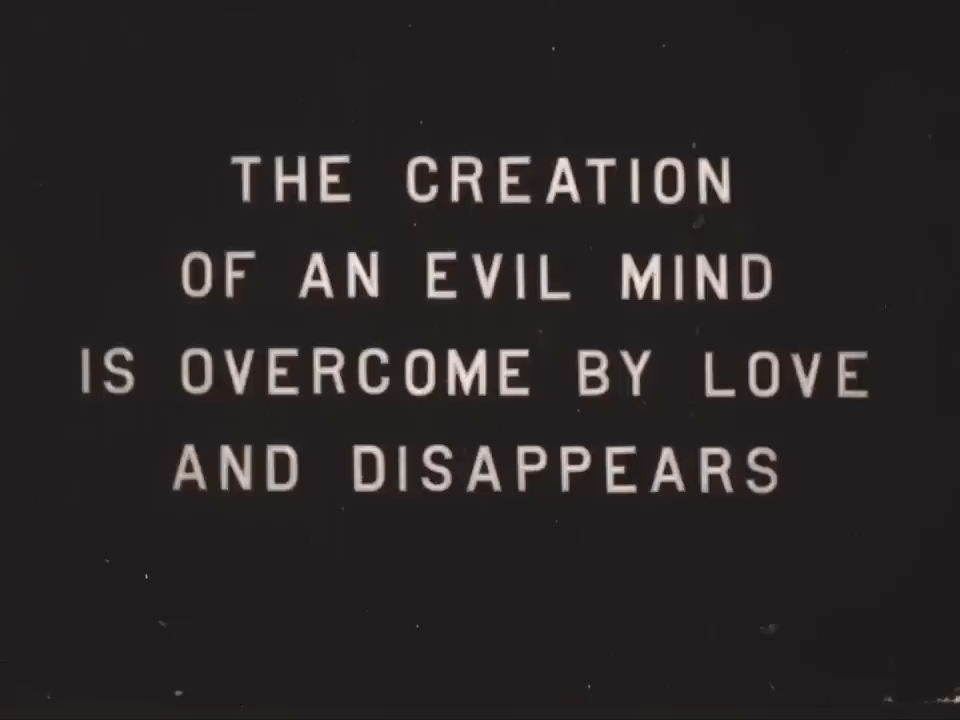 THE CREATION
OF AN EVIL MIND
IS OVERCOME BY LOVE
AND DISAPPEARS